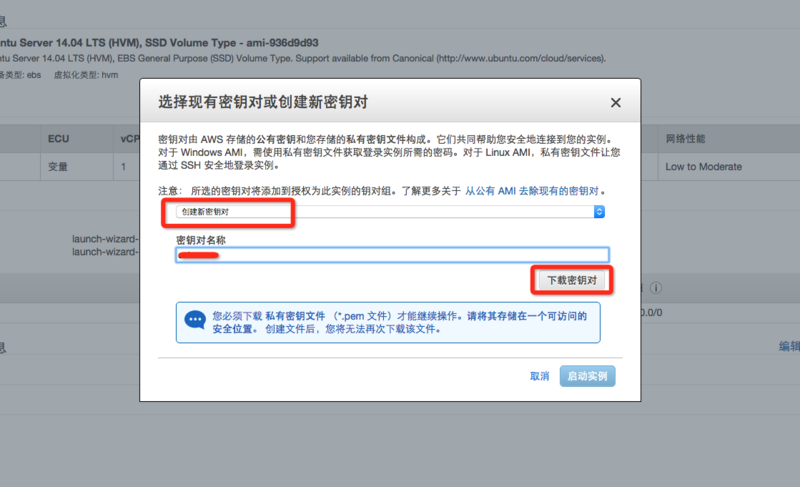 息
ntu Server 14.04 LTS (HVM), SSD Volume Type - ami-936d9d93
ntu Server 14.04 LTS (HVM), EBS General Purpose (SSD) Volume Type. Support available from Canonical (http://www.ubuntu.com/cloud/services).
备类型: ebs 虚拟化类型: hvm
选择现有密钥对或创建新密钥对
ECU vCP 网络性能
变量 1 Low to Moderate
密钥对由 AWS 存储的公有密钥和您存储的私有密钥文件构成。它们共同帮助您安全地连接到您的实例。
对于 Windows AMI，需使用私有密钥文件获取登录实例所需的密码。对于 Linux AMI，私有密钥文件让您
通过 SSH 安全地登录实例。
注意： 所选的密钥对将添加到授权为此实例的钥对组。了解更多关于 从公有 AMI 去除现有的密钥对 。
创建新密钥对
密钥对名称
launch-wizard-
launch-wizard-
下载密钥对
0.0/0
您必须下载 私有密钥文件 （*.pem 文件）才能继续操作。请将其存储在一个可访问的
安全位置。 创建文件后，您将无法再次下载该文件。
息
编辑
取消 启动实例